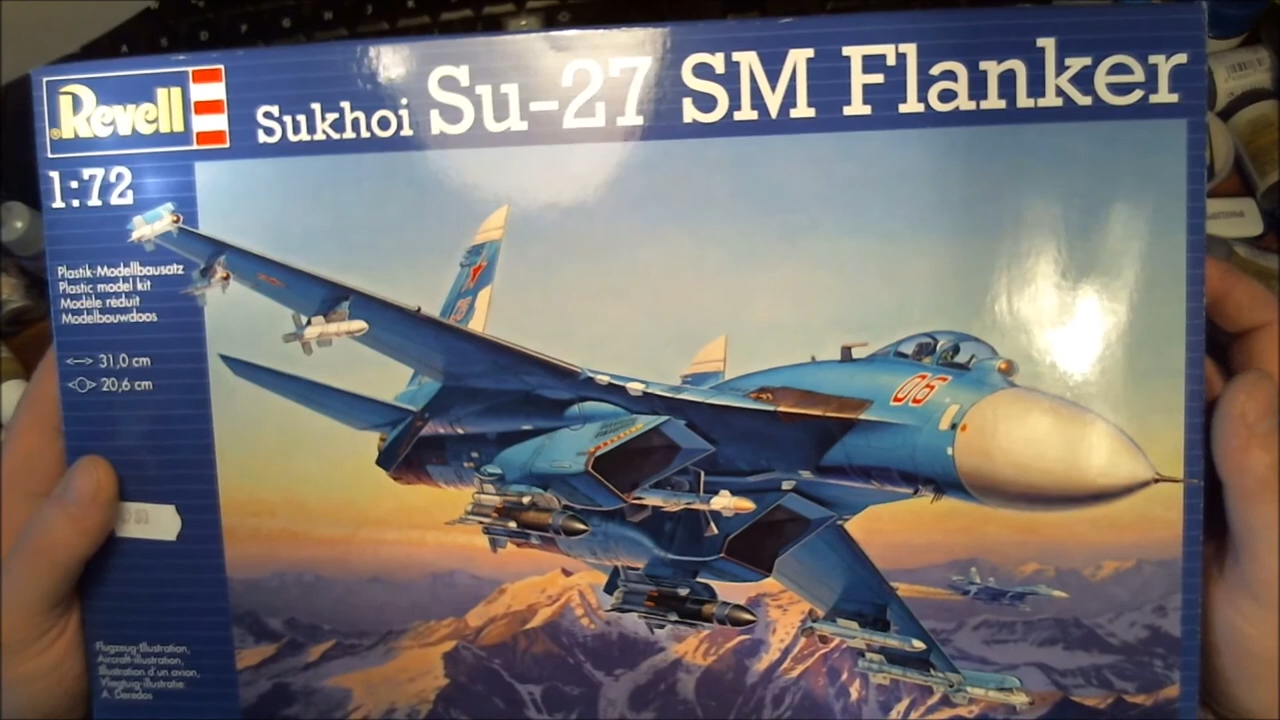 Revell
Sukhoi Su-27 SM Flanker
1:72
Plastik-Modellbausatz
Plastic model kit
Modèle réduit
Modelbouwdoos
31,0 cm
20,6 cm
06
06
Flugzeug-Illustration,
Aircraft-illustration,
Illustration d'un avion,
Vliegtuig-illustratie: